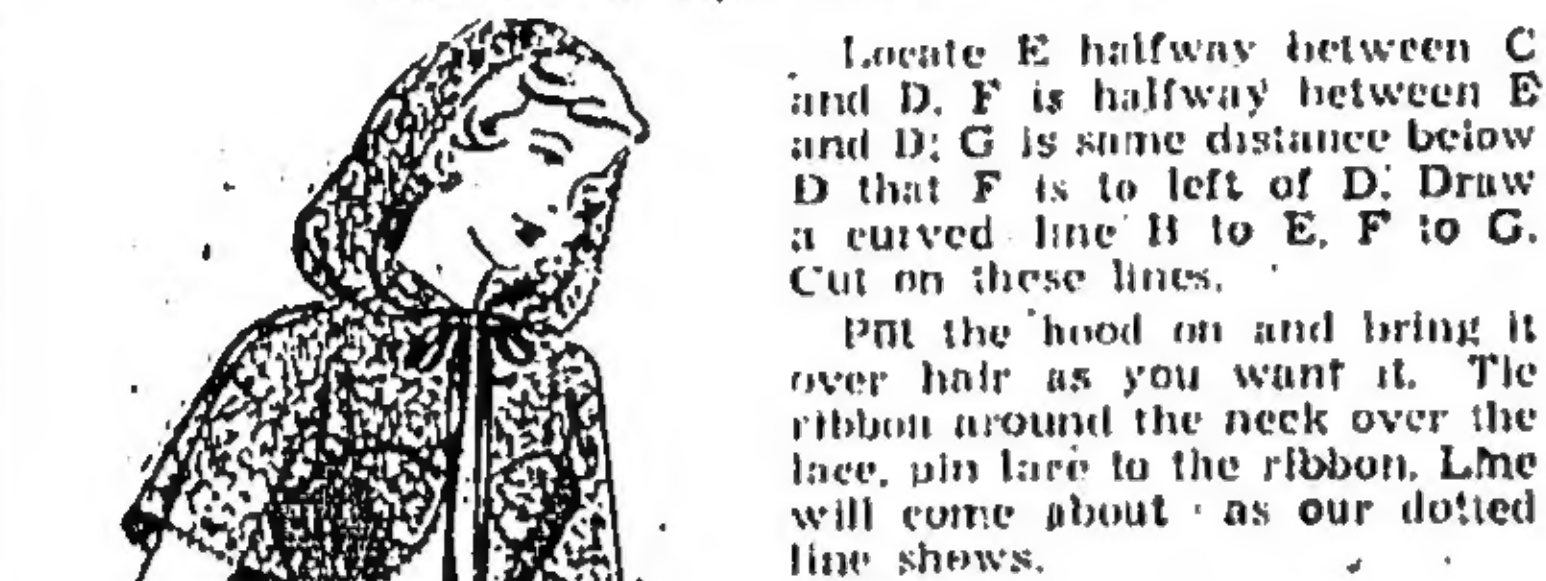 Locate E halfway between C
and D. F is halfway between E
and D; G is same distance below
D that F is to left of D. Draw
a curved line B to E, F to G.
Cut on these lines.
Put the hood on and bring it
over hair as you want it. Tie
ribbon around the neck over the
lace, pin lace to the ribbon. Line
will come about as our dotted
line shows.